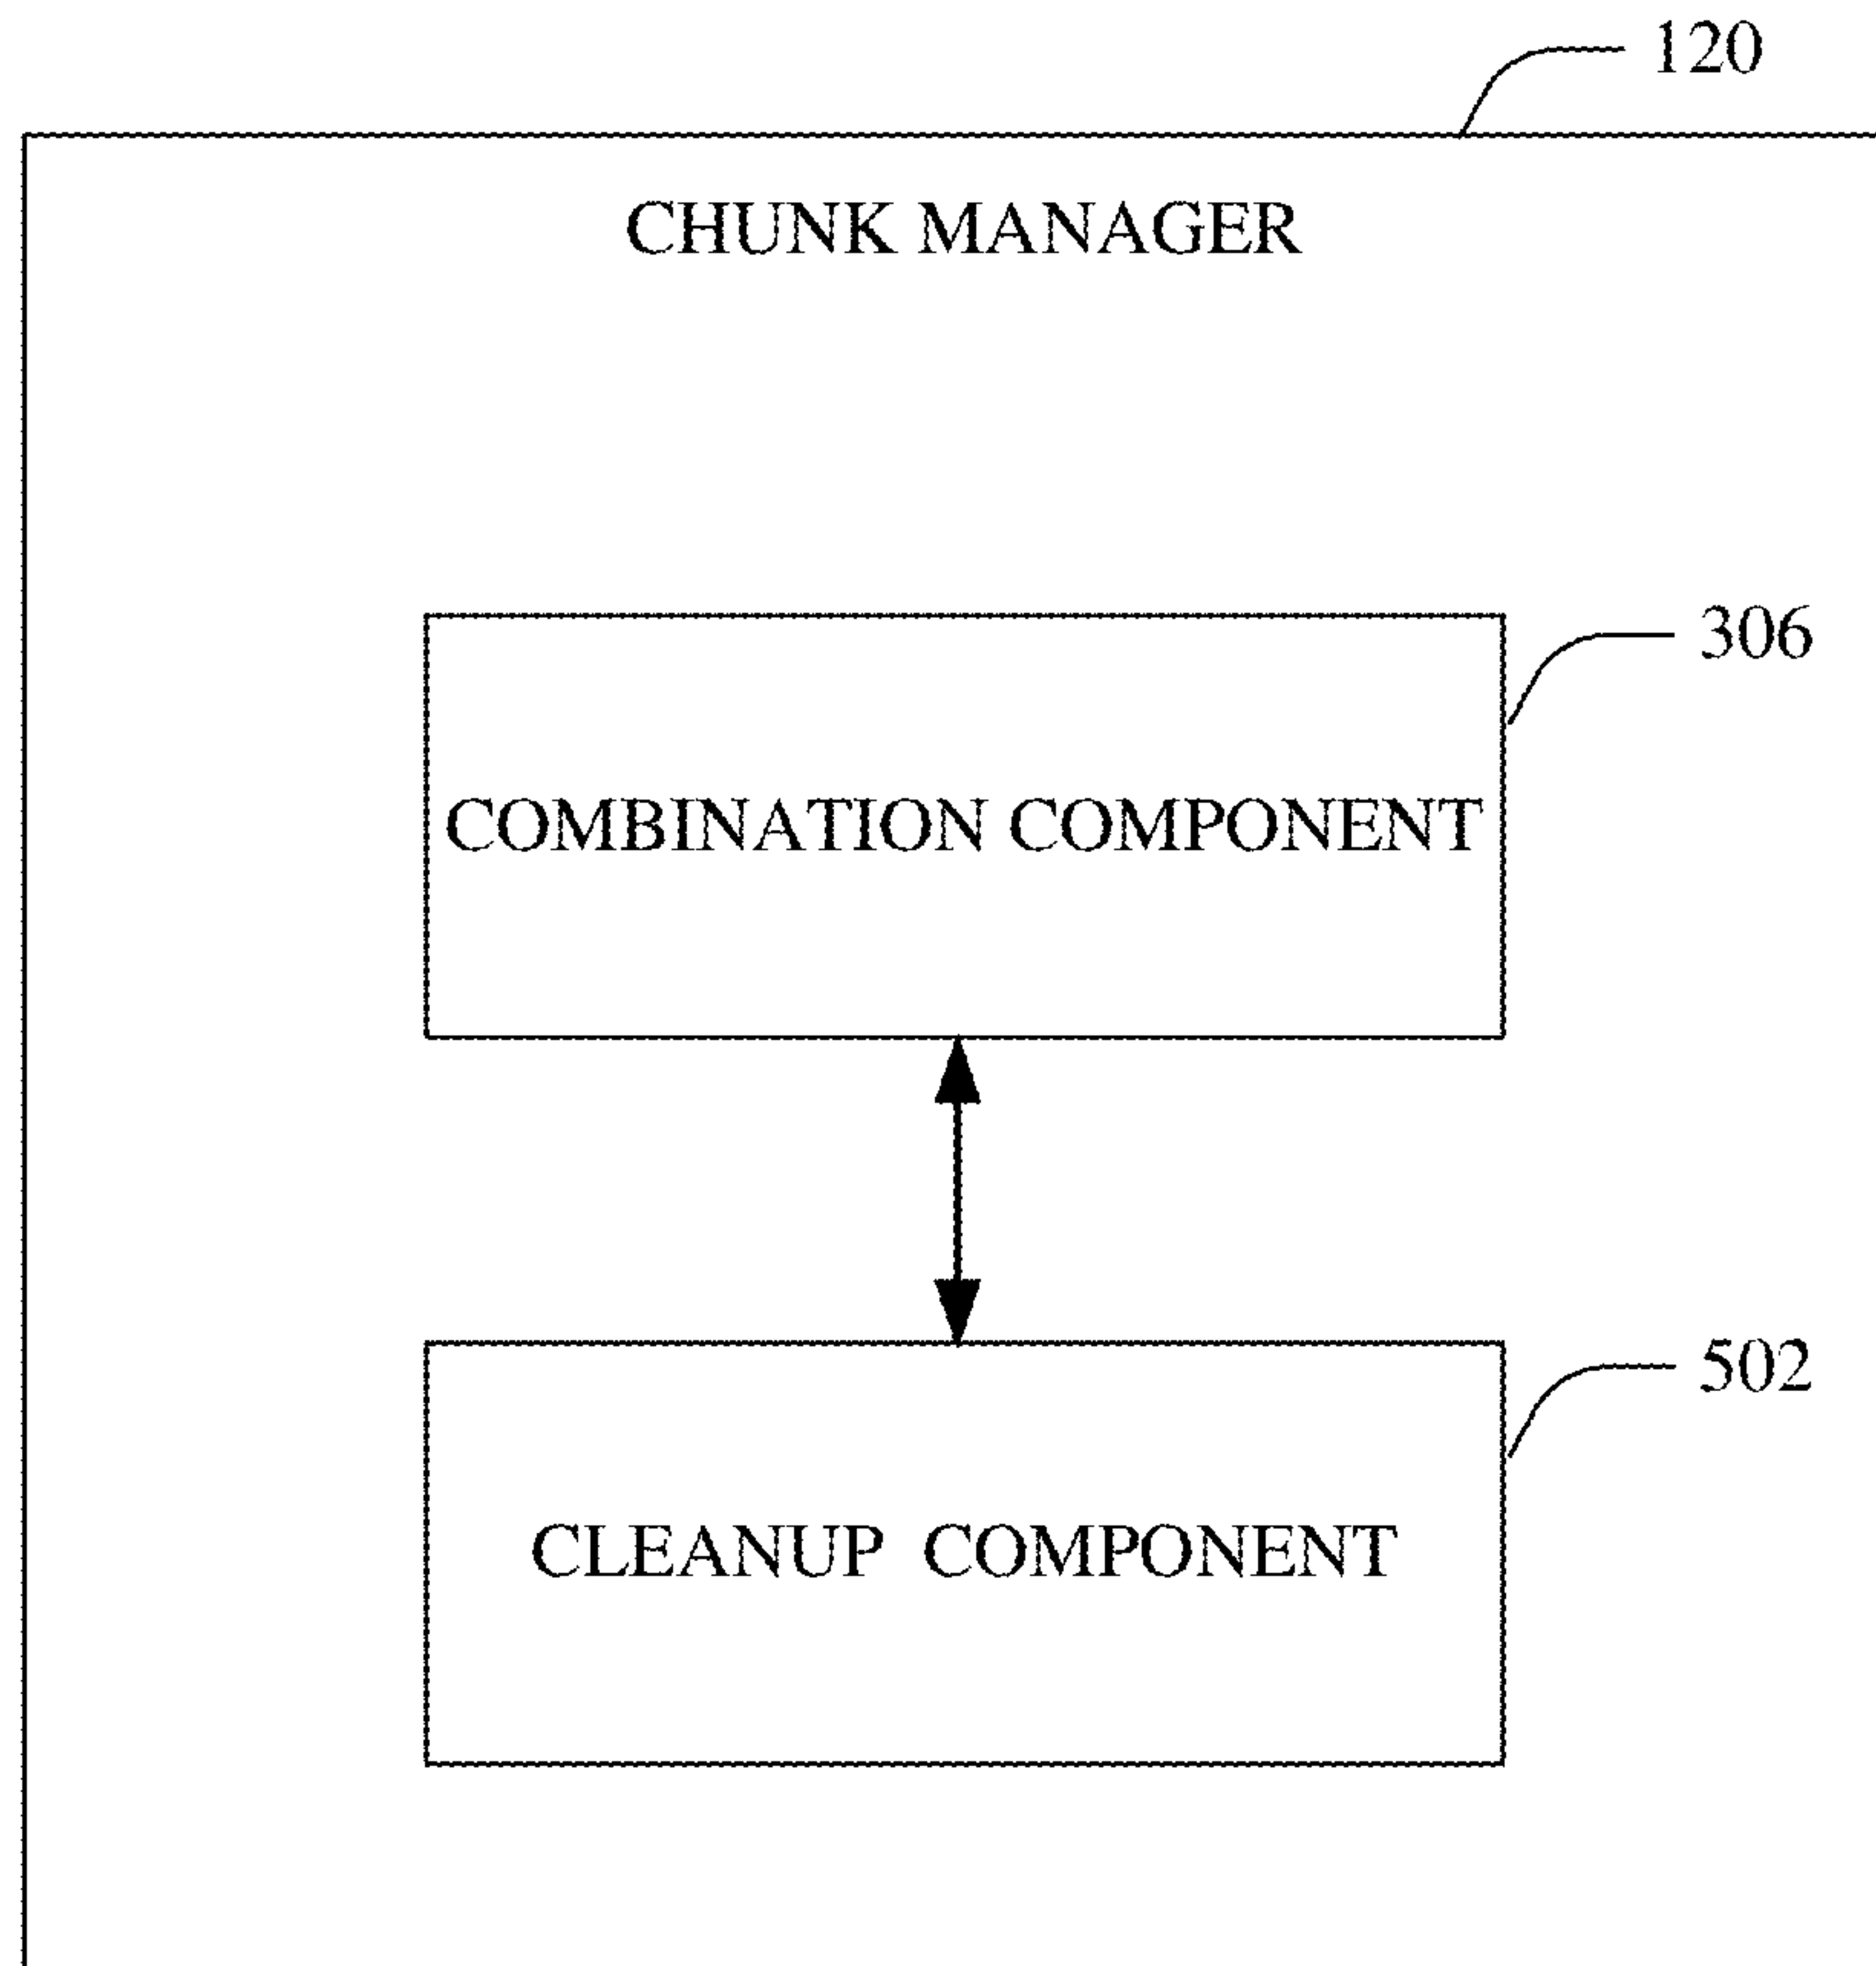 120
CHUNK MANAGER
306
COMBINATION COMPONENT
502
CLEANUP COMPONENT